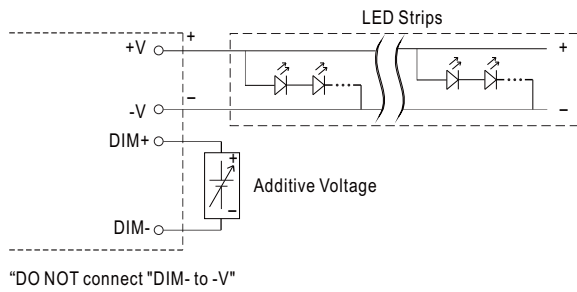 LED Strips
+V +
+
-V −
−
DIM+
+
Additive Voltage
−
DIM-
“DO NOT connect "DIM- to -V"